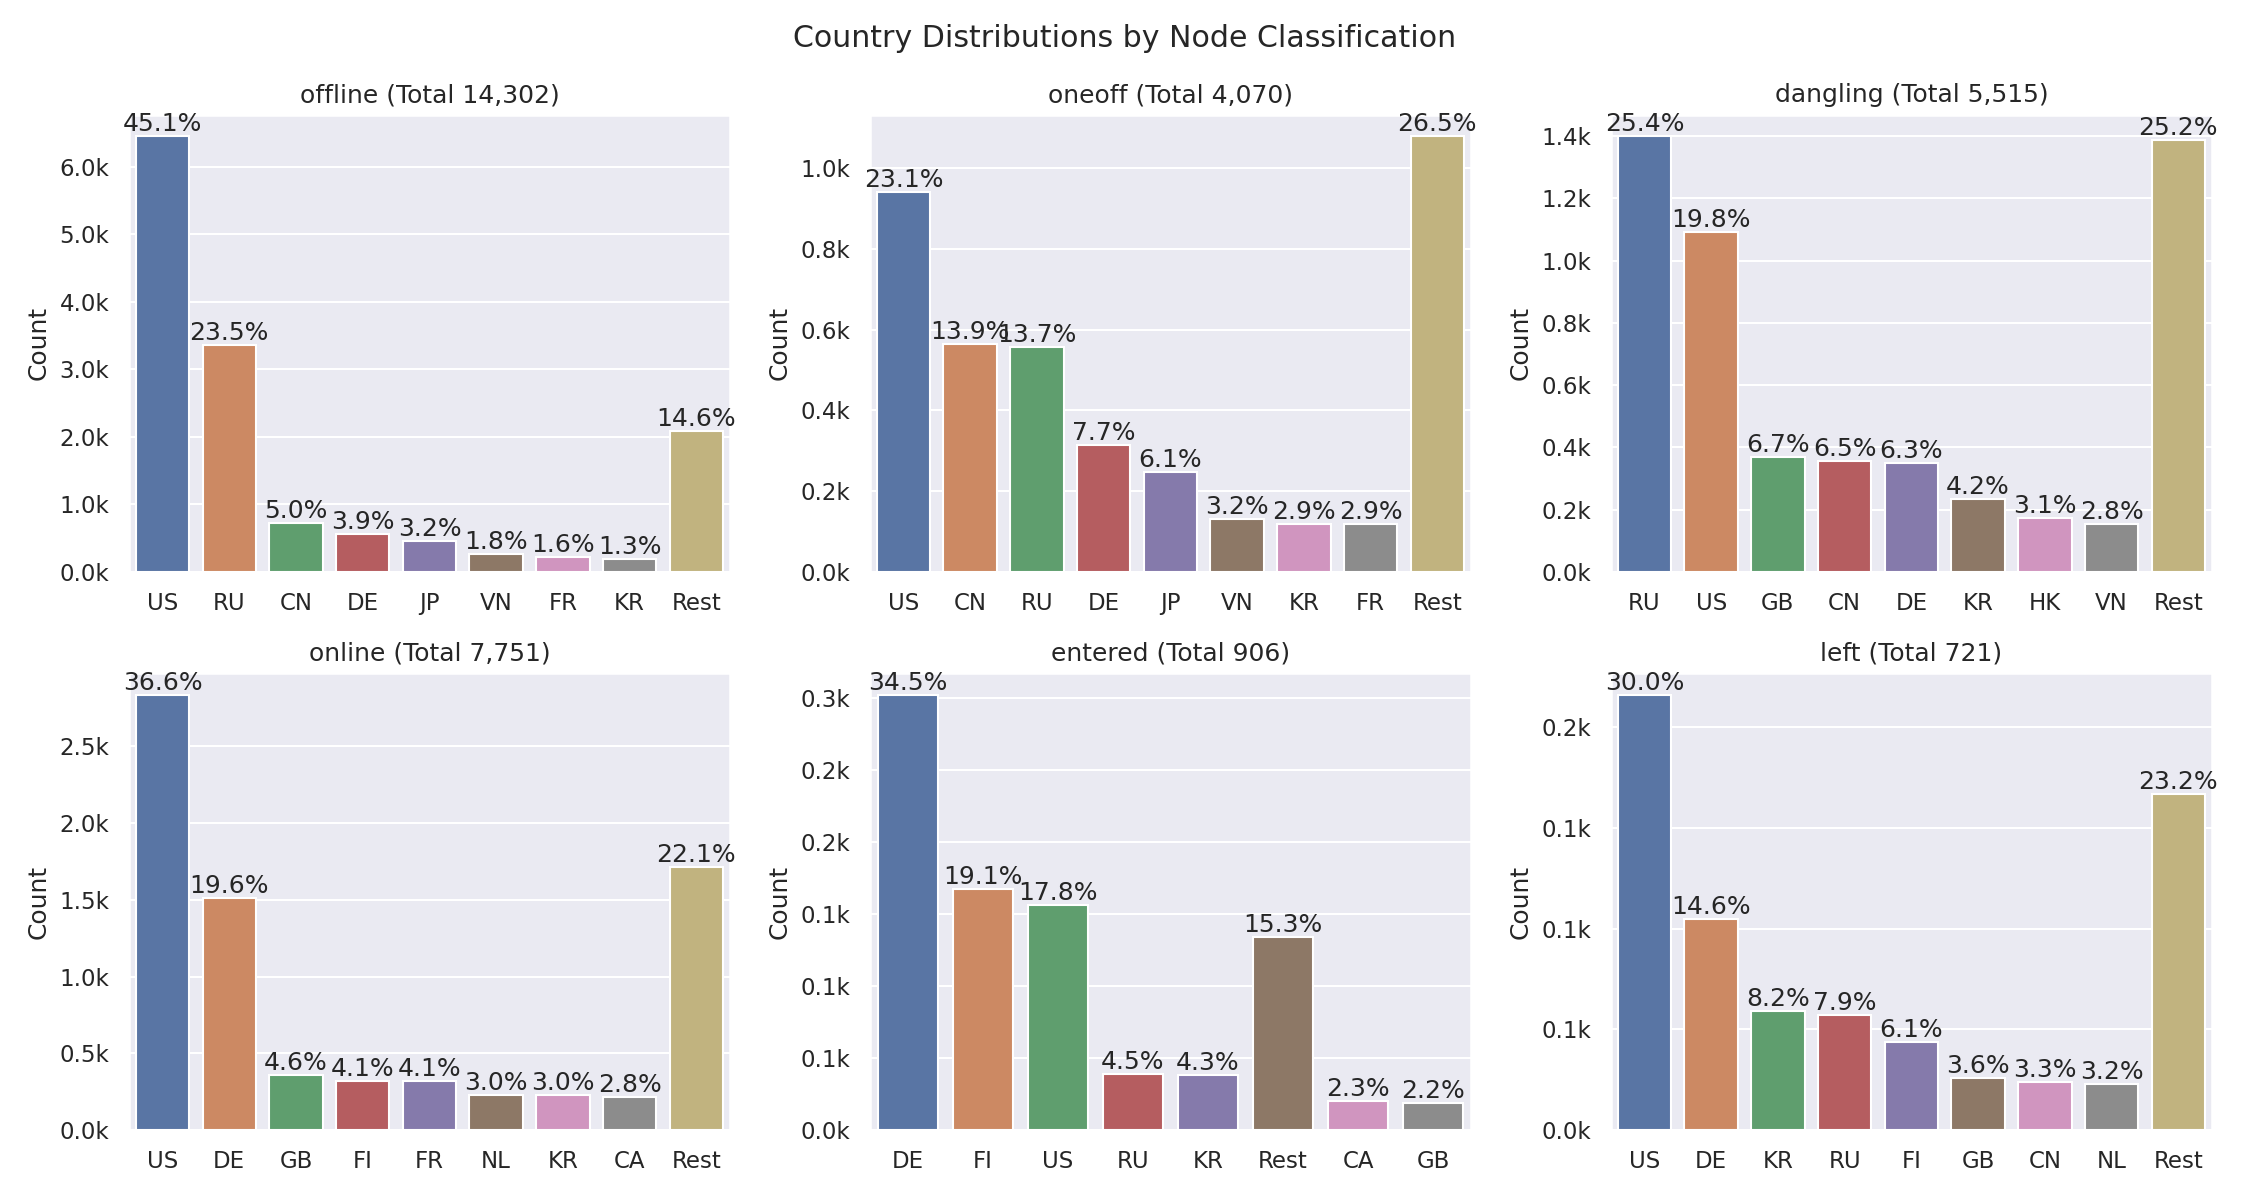 Country Distributions by Node Classification
offline (Total 14,302)
Count
6.0k
5.0k
4.0k
3.0k
2.0k
1.0k
0.0k
45.1%
23.5%
5.0%
3.9%
3.2%
1.8%
1.6%
1.3%
14.6%
US RU CN DE JP VN FR KR Rest
oneoff (Total 4,070)
Count
1.0k
0.8k
0.6k
0.4k
0.2k
0.0k
23.1%
13.9%
13.7%
7.7%
6.1%
3.2%
2.9%
2.9%
26.5%
US CN RU DE JP VN KR FR Rest
dangling (Total 5,515)
Count
1.4k
1.2k
1.0k
0.8k
0.6k
0.4k
0.2k
0.0k
25.4%
19.8%
6.7%
6.5%
6.3%
4.2%
3.1%
2.8%
25.2%
RU US GB CN DE KR HK VN Rest
online (Total 7,751)
Count
2.5k
2.0k
1.5k
1.0k
0.5k
0.0k
36.6%
19.6%
4.6%
4.1%
4.1%
3.0%
3.0%
2.8%
22.1%
US DE GB FI FR NL KR CA Rest
entered (Total 906)
Count
0.3k
0.2k
0.2k
0.1k
0.1k
0.1k
0.0k
34.5%
19.1%
17.8%
4.5%
4.3%
15.3%
2.3%
2.2%
DE FI US RU KR Rest CA GB
left (Total 721)
Count
0.2k
0.1k
0.1k
0.1k
0.0k
30.0%
14.6%
8.2%
7.9%
6.1%
3.6%
3.3%
3.2%
23.2%
US DE KR RU FI GB CN NL Rest